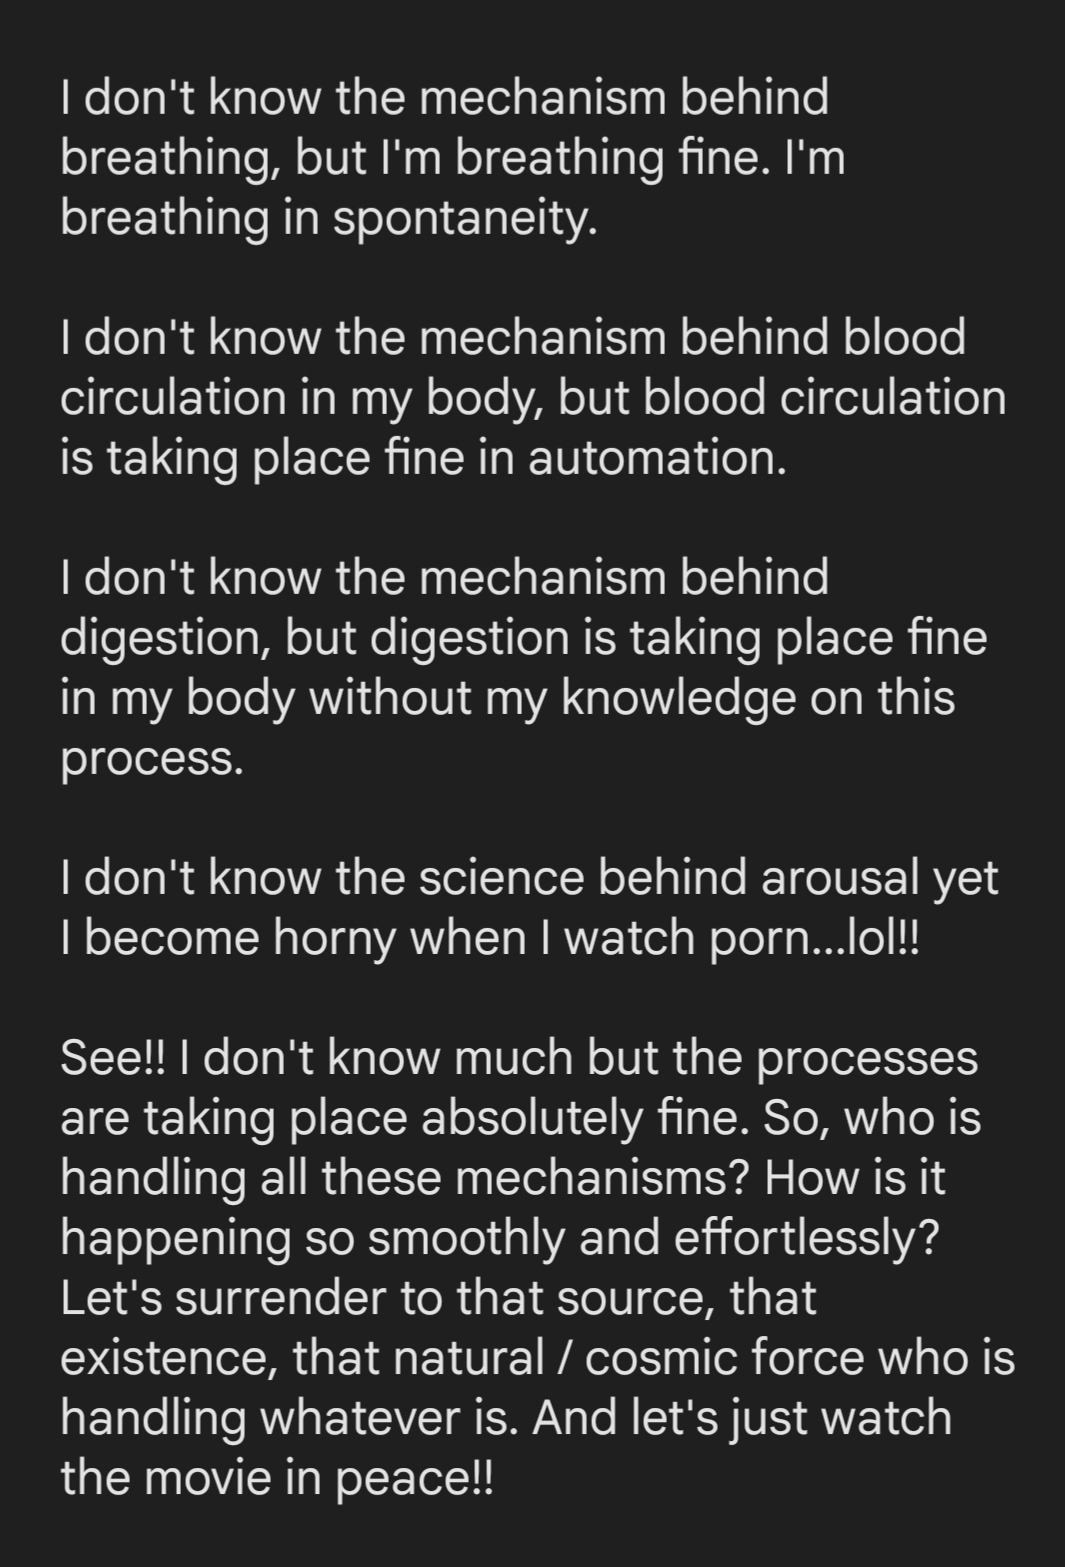 I don't know the mechanism behind
breathing, but I'm breathing fine. I'm
breathing in spontaneity.
I don't know the mechanism behind blood
circulation in my body, but blood circulation
is taking place fine in automation.
I don't know the mechanism behind
digestion, but digestion is taking place fine
in my body without my knowledge on this
process.
I don't know the science behind arousal yet
I become horny when I watch porn...lol!!
See!! I don't know much but the processes
are taking place absolutely fine. So, who is
handling all these mechanisms? How is it
happening so smoothly and effortlessly?
Let's surrender to that source, that
existence, that natural / cosmic force who is
handling whatever is. And let's just watch
the movie in peace!!